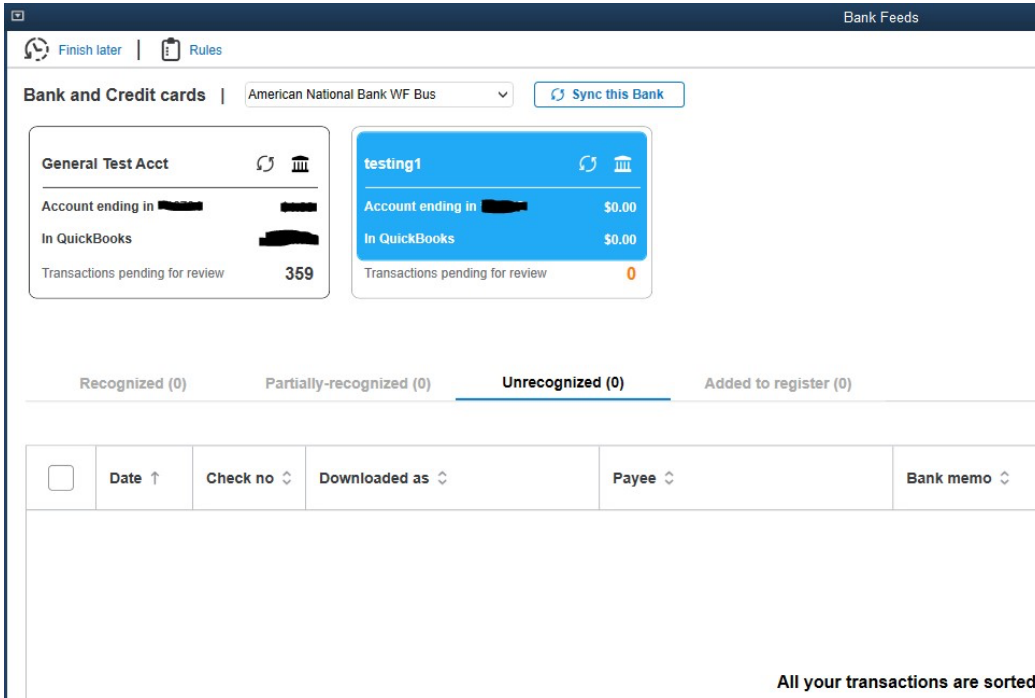 Bank Feeds
Finish later | Rules
Bank and Credit cards | American National Bank WF Bus Sync this Bank
General Test Acct
Account ending in
In QuickBooks
Transactions pending for review 359
testing1
Account ending in $0.00
In QuickBooks $0.00
Transactions pending for review 0
Recognized (0) Partially-recognized (0) Unrecognized (0) Added to register (0)
Date Check no Downloaded as Payee Bank memo
All your transactions are sorted